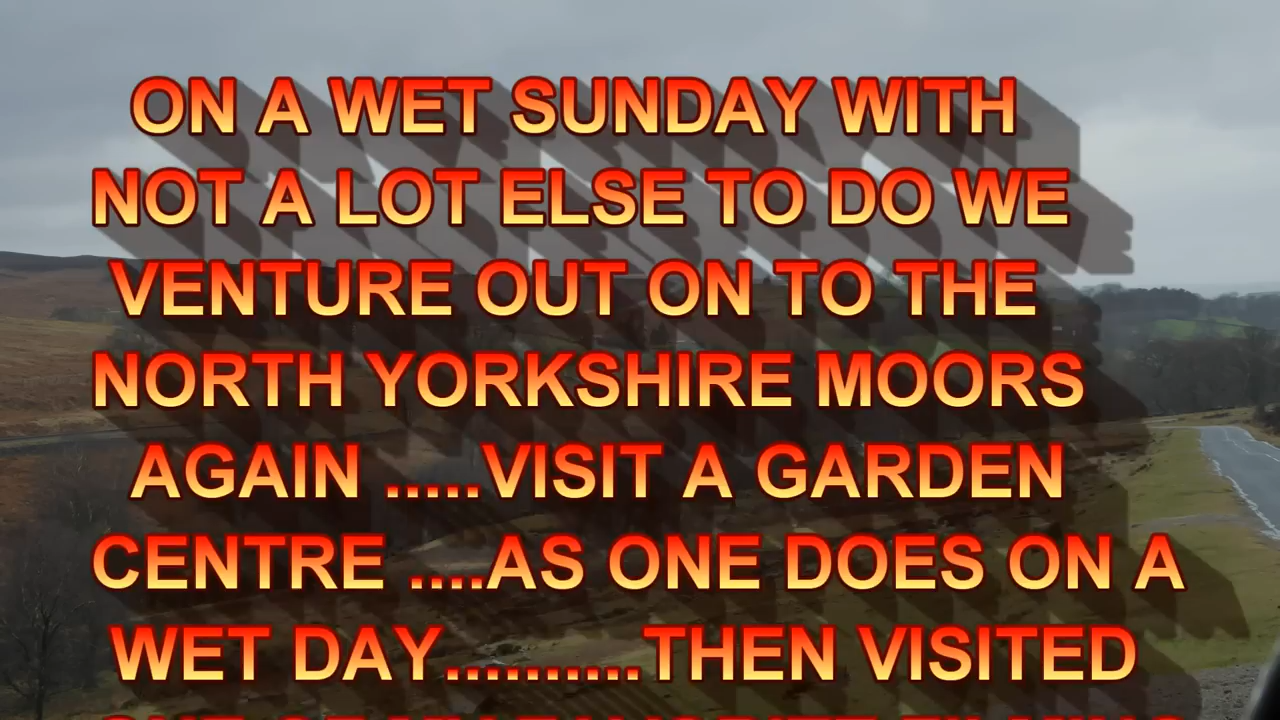 ON A WET SUNDAY WITH
NOT A LOT ELSE TO DO WE
VENTURE OUT ON TO THE
NORTH YORKSHIRE MOORS
AGAIN .....VISIT A GARDEN
CENTRE ....AS ONE DOES ON A
WET DAY..........THEN VISITED